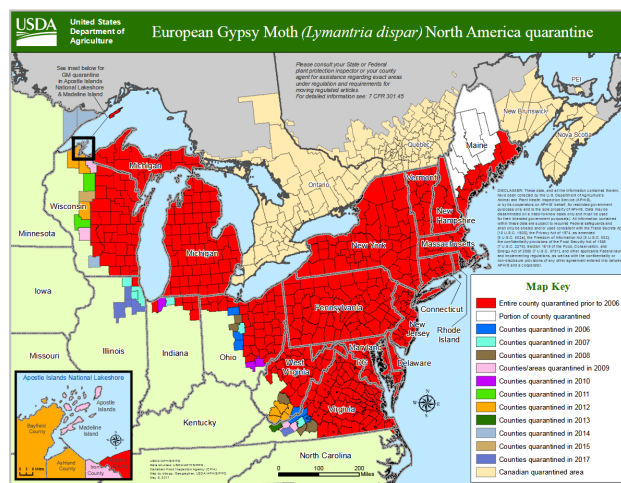 USDA
United States
Department of
Agriculture
European Gypsy Moth (Lymantria dispar) North America quarantine
See inset below for
GM quarantine
in Apostle Islands
National Lakeshore
& Madeline Island
Please consult your State or Federal
plant protection inspector or your county
agent for assistance regarding exact areas
under regulation and requirements for
moving regulated articles.
For detailed information see: 7 CFR 301.45
PEI
New Brunswick
Nova Scotia
Quebec
Maine
Ontario
Michigan
Vermont
Wisconsin
New
Hampshire
Minnesota
Michigan
New York
Massachusetts
Iowa
Pennsylvania
Connecticut
New
Jersey
Rhode
Island
Illinois
Indiana
Ohio
Maryland
Delaware
DC
Missouri
West
Virginia
Virginia
Kentucky
North Carolina
0
100
200
Miles
Map Key
Entire county quarantined prior to 2006
Portion of county quarantined
Counties quarantined in 2006
Counties quarantined in 2007
Counties quarantined in 2008
Counties/areas quarantined in 2009
Counties quarantined in 2010
Counties quarantined in 2011
Counties quarantined in 2012
Counties quarantined in 2013
Counties quarantined in 2014
Counties quarantined in 2015
Counties quarantined in 2017
Canadian quarantined area
Apostle Islands National Lakeshore
Apostle
Islands
Bayfield
County
Madeline
Island
Ashland
County
County